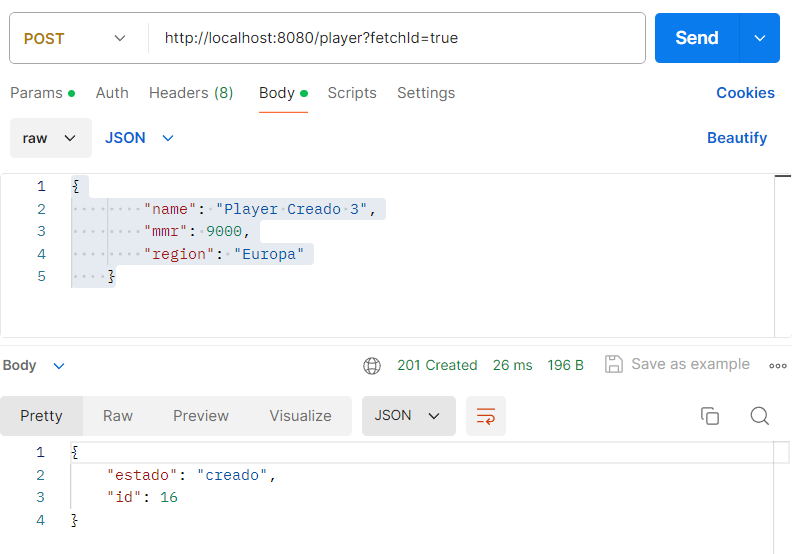 POST http://localhost:8080/player?fetchId=true Send
Params Auth Headers (8) Body Scripts Settings Cookies
raw JSON Beautify
1 {
2 "name": "Player Creado 3",
3 "mmr": 9000,
4 "region": "Europa"
5 }
Body 201 Created 26 ms 196 B Save as example
Pretty Raw Preview Visualize JSON
1 {
2 "estado": "creado",
3 "id": 16
4 }